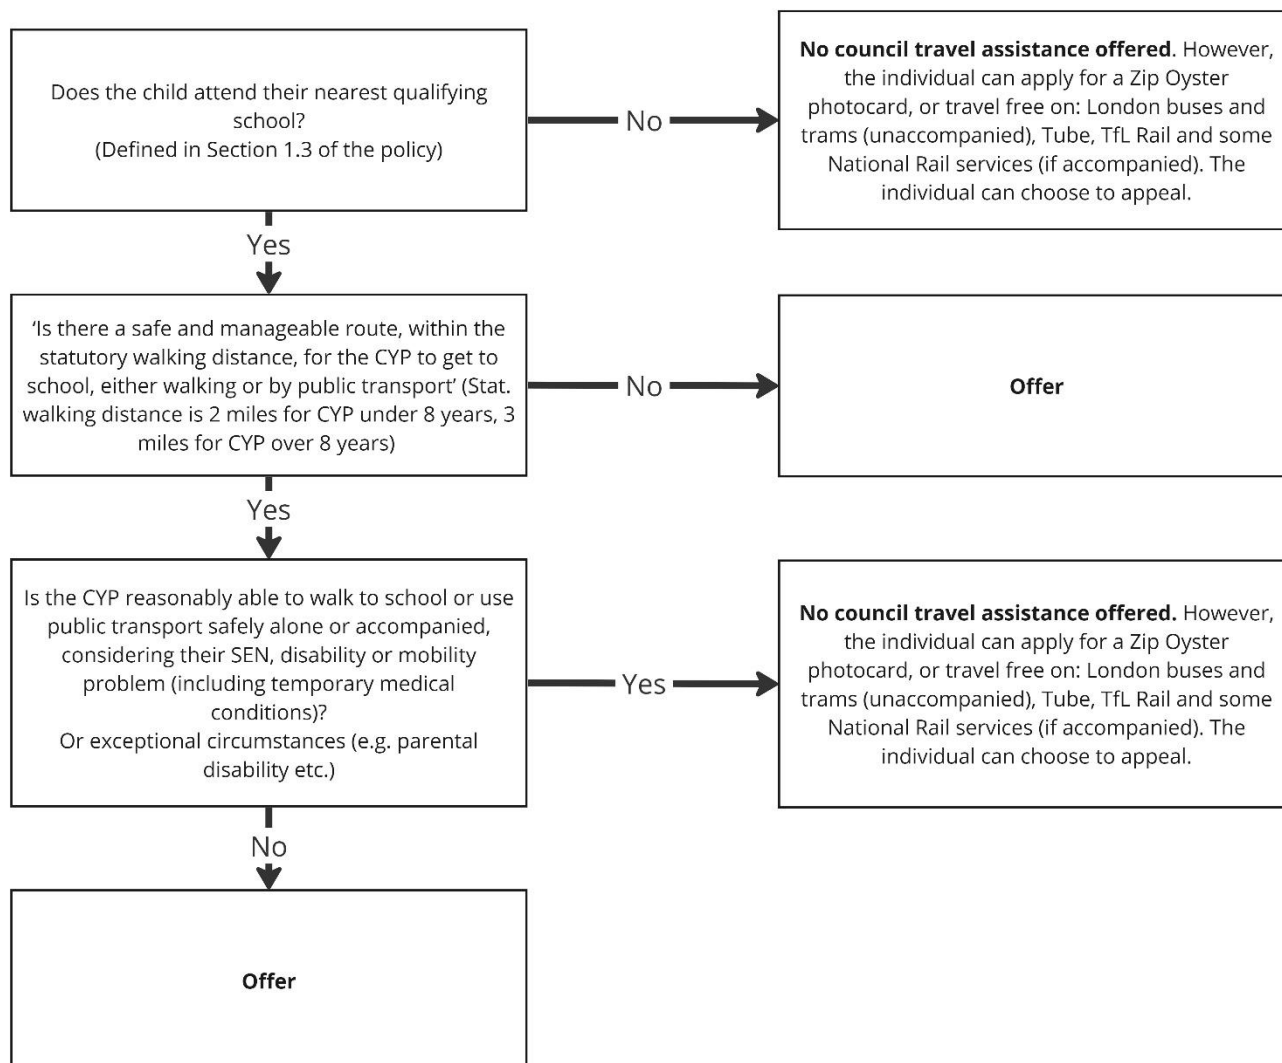 Does the child attend their nearest qualifying
school?
(Defined in Section 1.3 of the policy)
No
No council travel assistance offered. However,
the individual can apply for a Zip Oyster
photocard, or travel free on: London buses and
trams (unaccompanied), Tube, TfL Rail and some
National Rail services (if accompanied). The
individual can choose to appeal.
Yes
‘Is there a safe and manageable route, within the
statutory walking distance, for the CYP to get to
school, either walking or by public transport’ (Stat.
walking distance is 2 miles for CYP under 8 years, 3
miles for CYP over 8 years)
No
Offer
Yes
Is the CYP reasonably able to walk to school or use
public transport safely alone or accompanied,
considering their SEN, disability or mobility
problem (including temporary medical
conditions)?
Or exceptional circumstances (e.g. parental
disability etc.)
Yes
No council travel assistance offered. However,
the individual can apply for a Zip Oyster
photocard, or travel free on: London buses and
trams (unaccompanied), Tube, TfL Rail and some
National Rail services (if accompanied). The
individual can choose to appeal.
No
Offer